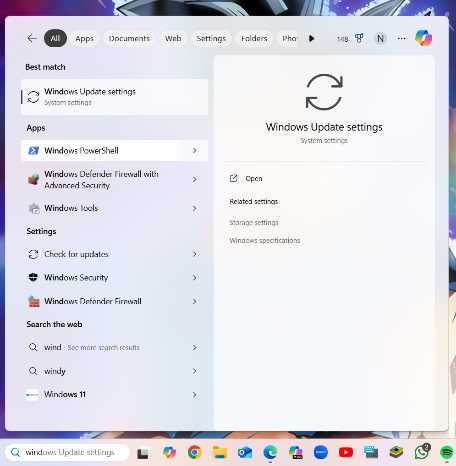 All Apps Documents Web Settings Folders Pho 148 N
Best match
Windows Update settings
System settings
Apps
Windows PowerShell
Windows Defender Firewall with
Advanced Security
Windows Tools
Settings
Check for updates
Windows Security
Windows Defender Firewall
Search the web
wind - See more search results
windy
Windows 11
Windows Update settings
System settings
Open
Related settings
Storage settings
Windows specifications
windows Update settings
2